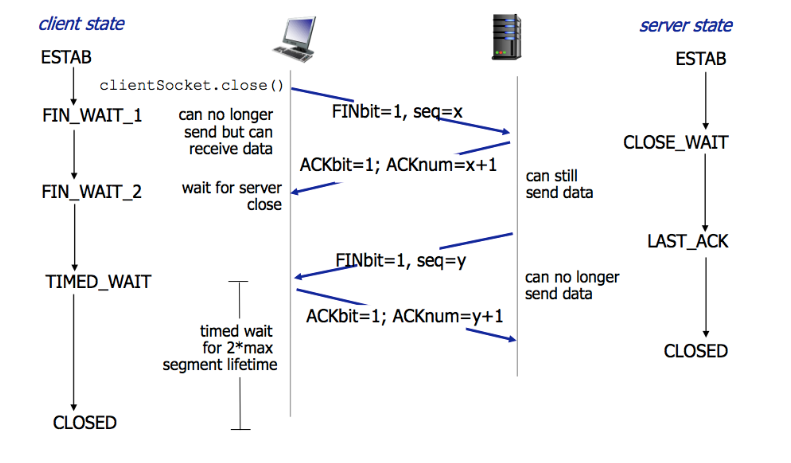 client state
server state
ESTAB
ESTAB
clientSocket.close()
FINbit=1, seq=x
FIN_WAIT_1
can no longer
send but can
receive data
CLOSE_WAIT
ACKbit=1; ACKnum=x+1
can still
send data
FIN_WAIT_2
wait for server
close
LAST_ACK
FINbit=1, seq=y
TIMED_WAIT
can no longer
send data
ACKbit=1; ACKnum=y+1
timed wait
for 2*max
segment lifetime
CLOSED
CLOSED